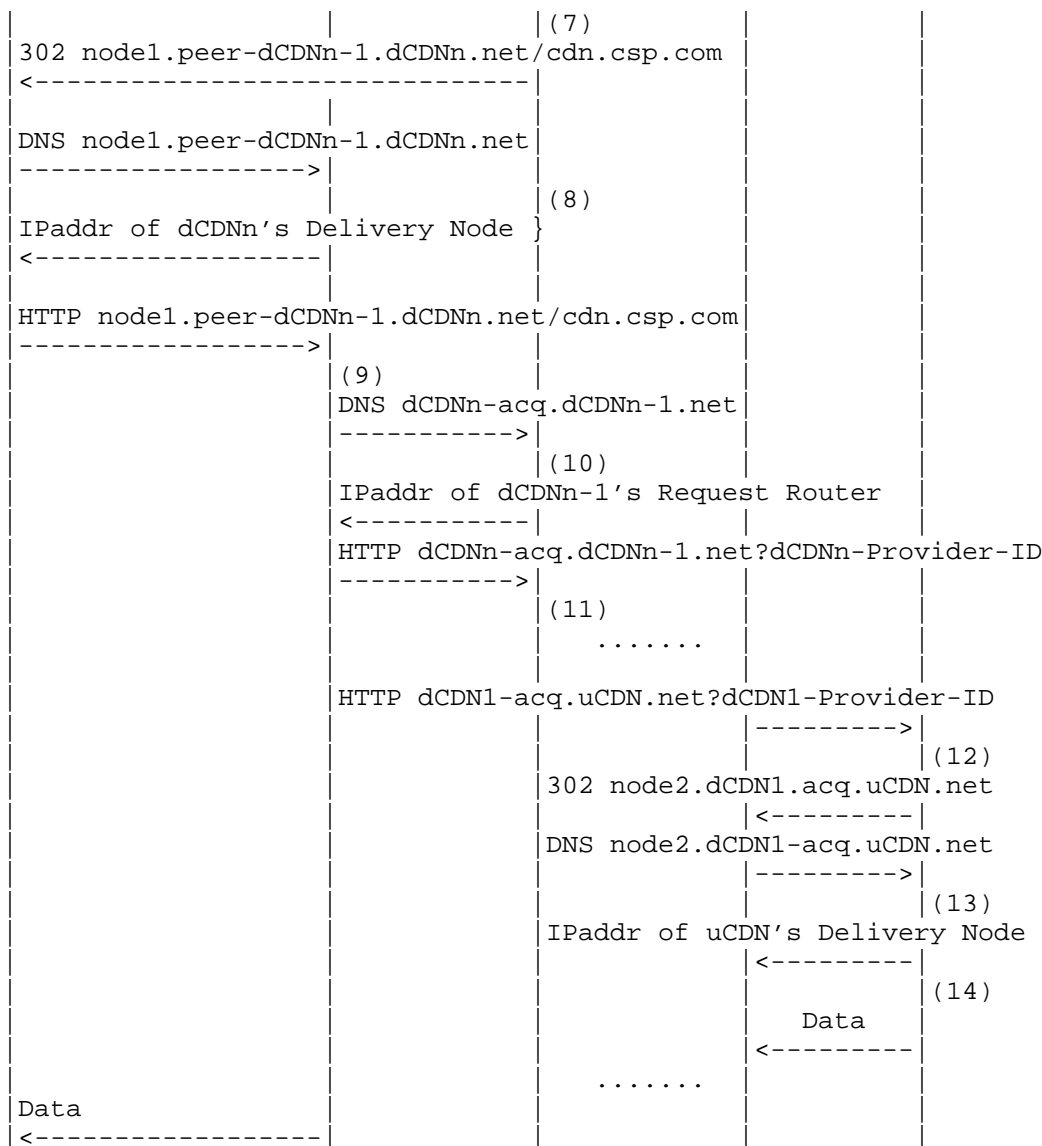 (7)
302 node1.peer-dCDNn-1.dCDNn.net/cdn.csp.com
DNS node1.peer-dCDNn-1.dCDNn.net
(8)
IPaddr of dCDNn's Delivery Node }
HTTP node1.peer-dCDNn-1.dCDNn.net/cdn.csp.com
(9)
DNS dCDNn-acq.dCDNn-1.net
(10)
IPaddr of dCDNn-1's Request Router
HTTP dCDNn-acq.dCDNn-1.net?dCDNn-Provider-ID
(11)
.......
HTTP dCDN1-acq.uCDN.net?dCDN1-Provider-ID
(12)
302 node2.dCDN1.acq.uCDN.net
DNS node2.dCDN1-acq.uCDN.net
(13)
IPaddr of uCDN's Delivery Node
(14)
Data
.......
Data